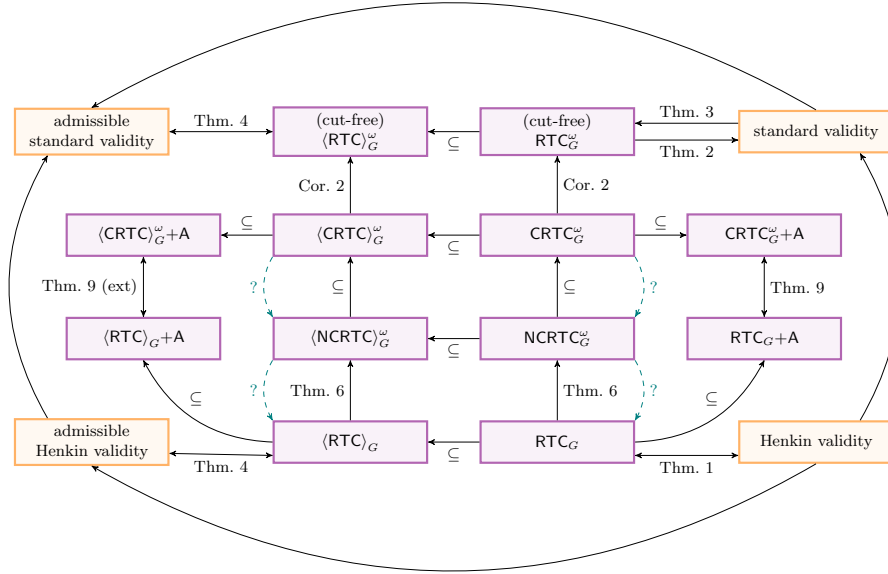 admissible
standard validity
Thm. 4
(cut-free)
⟨RTC⟩^ω_G
⊆
(cut-free)
RTC^ω_G
Thm. 3
Thm. 2
standard validity
Cor. 2
Cor. 2
⟨CRTC⟩^ω_G+A
⊆
⟨CRTC⟩^ω_G
⊆
CRTC^ω_G
⊆
CRTC^ω_G+A
Thm. 9 (ext)
?
⊆
⊆
?
Thm. 9
⟨RTC⟩_G+A
⟨NCRTC⟩^ω_G
⊆
NCRTC^ω_G
RTC_G+A
⊆
?
Thm. 6
Thm. 6
?
⊆
admissible
Henkin validity
Thm. 4
⟨RTC⟩_G
⊆
RTC_G
Thm. 1
Henkin validity